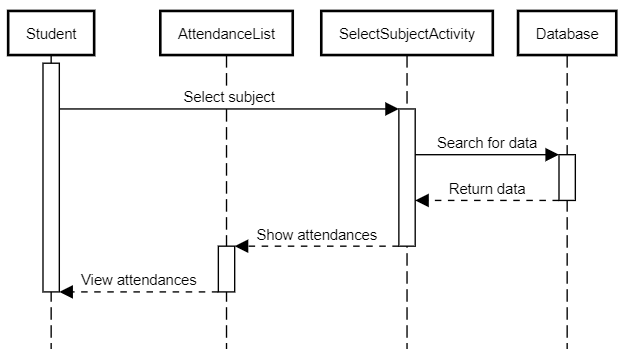 Student
AttendanceList
SelectSubjectActivity
Database
Select subject
Search for data
Return data
Show attendances
View attendances